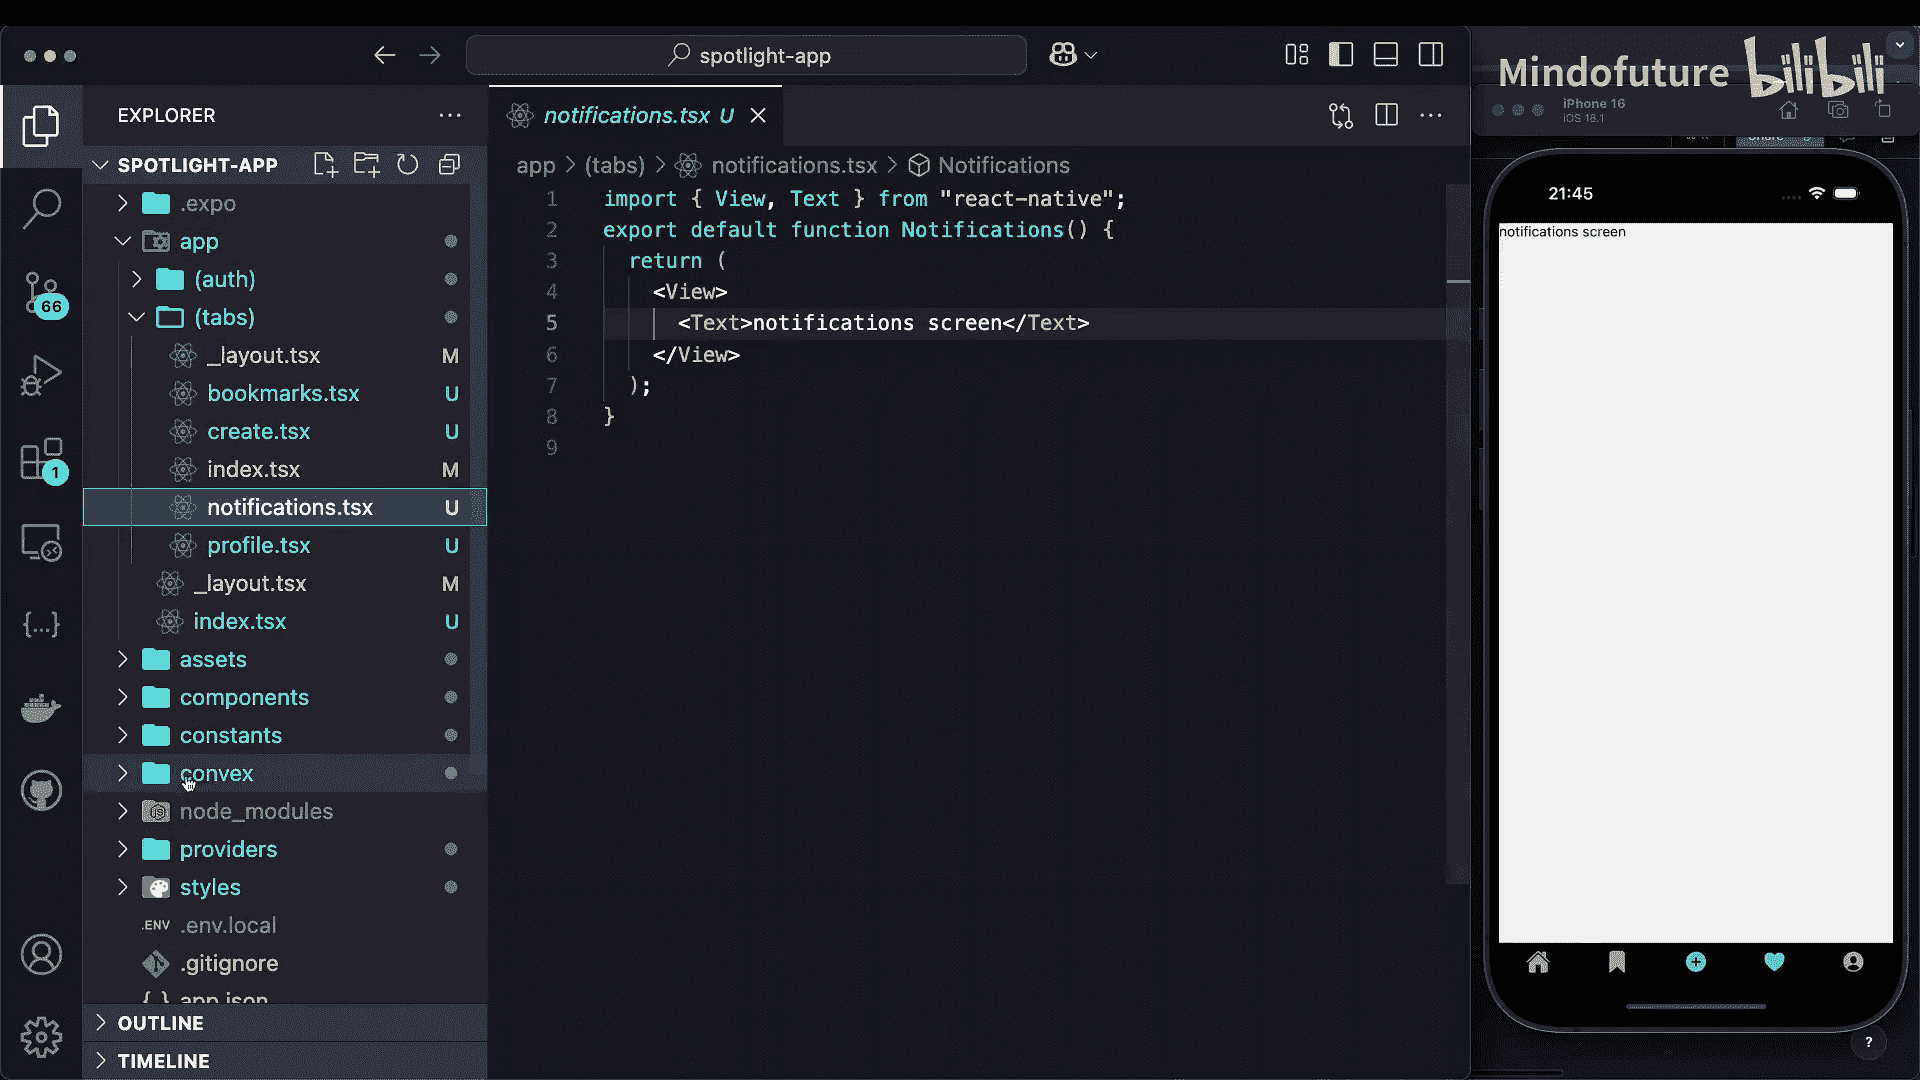 spotlight-app
Mindofuture bilibili
iPhone 16
iOS 18.1
EXPLORER
SPOTLIGHT-APP
.expo
app
(auth)
(tabs)
_layout.tsx M
bookmarks.tsx U
create.tsx U
index.tsx M
notifications.tsx U
profile.tsx U
_layout.tsx M
index.tsx U
assets
components
constants
convex
node_modules
providers
styles
.ENV .env.local
.gitignore
{ } app.json
OUTLINE
TIMELINE
66
1
{...}
notifications.tsx U
app > (tabs) > notifications.tsx > Notifications
1 import { View, Text } from "react-native";
2 export default function Notifications() {
3 return (
4 <View>
5 <Text>notifications screen</Text>
6 </View>
7 );
8 }
9
21:45
notifications screen
?